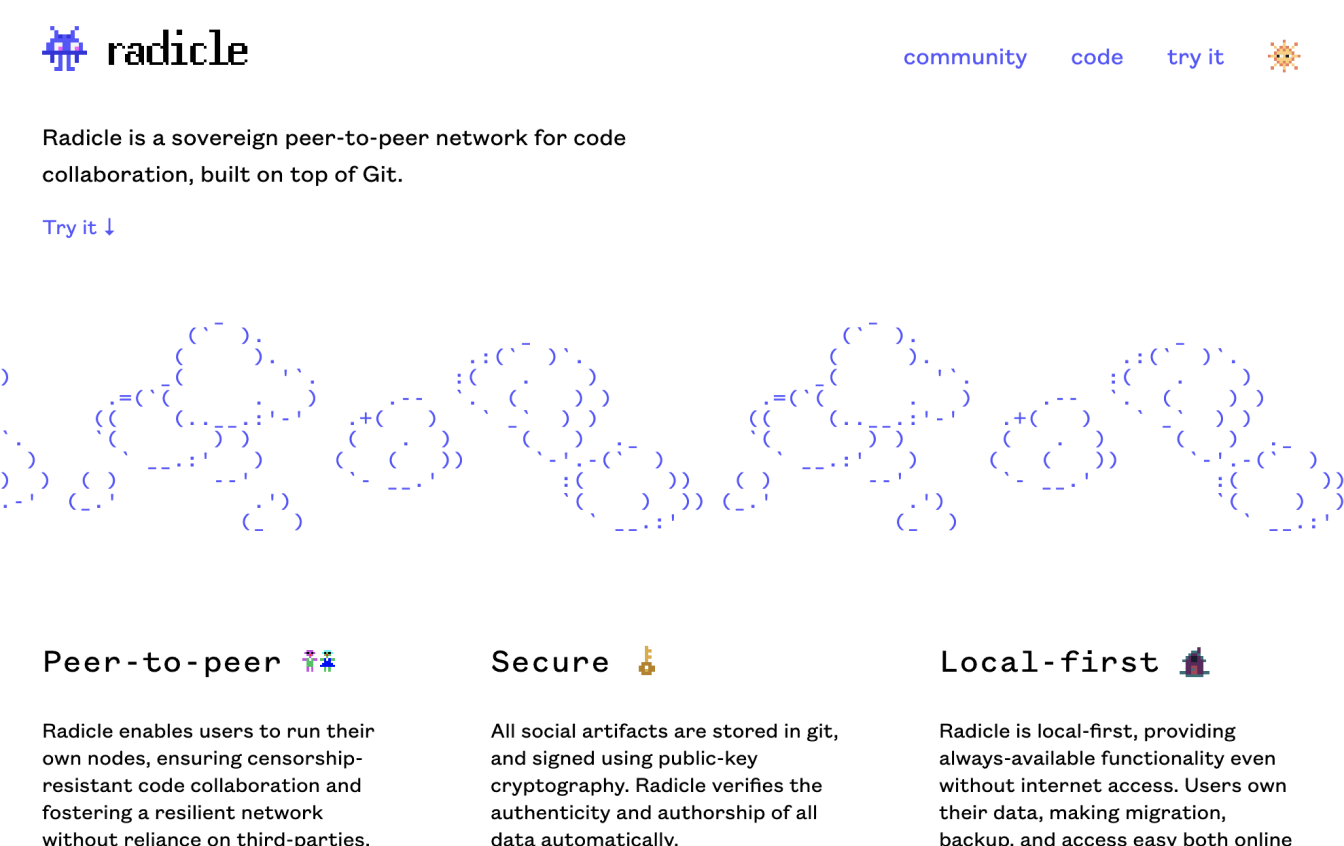 radicle
community
code
try it
Radicle is a sovereign peer-to-peer network for code
collaboration, built on top of Git.
Try it ↓
Peer-to-peer
Radicle enables users to run their
own nodes, ensuring censorship-
resistant code collaboration and
fostering a resilient network
without reliance on third-parties.
Secure
All social artifacts are stored in git,
and signed using public-key
cryptography. Radicle verifies the
authenticity and authorship of all
data automatically.
Local-first
Radicle is local-first, providing
always-available functionality even
without internet access. Users own
their data, making migration,
backup, and access easy both online